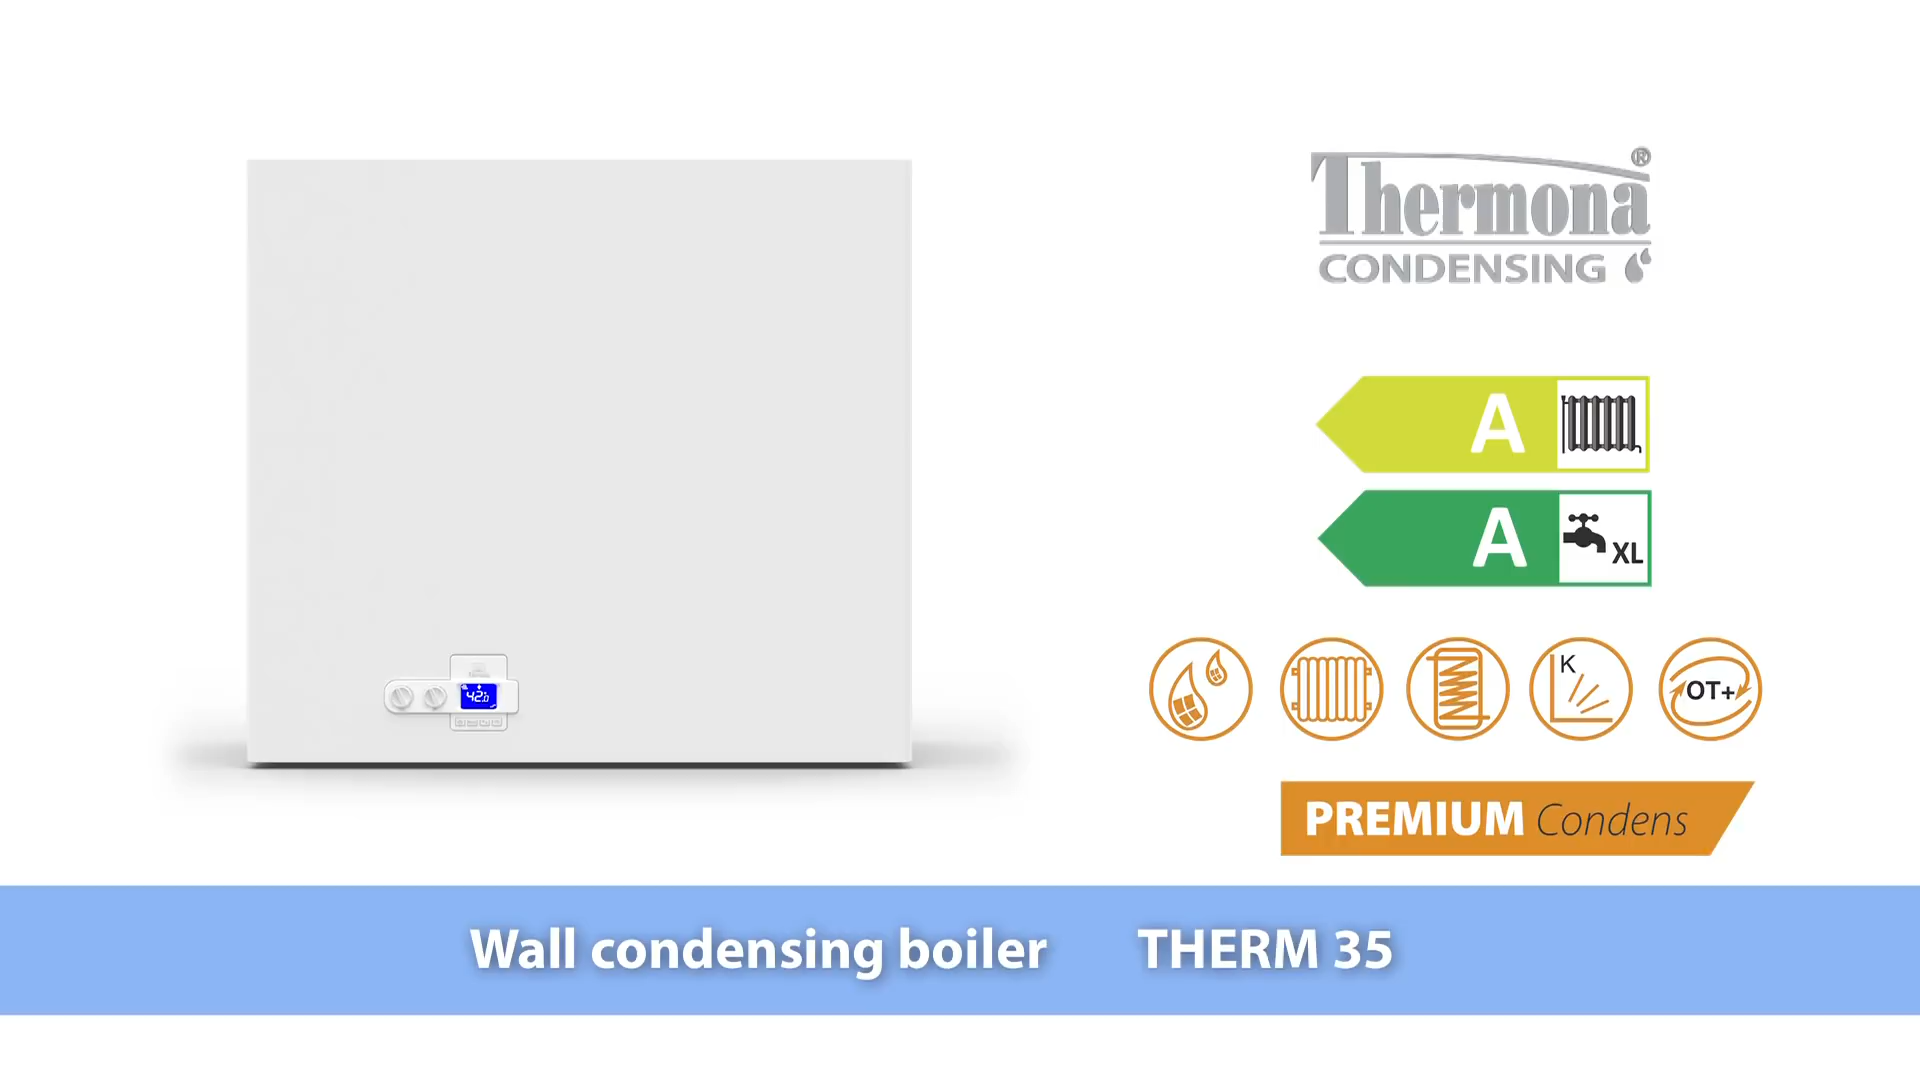 Thermona®
CONDENSING
A
A
XL
K
OT+
PREMIUM Condens
Wall condensing boiler THERM 35